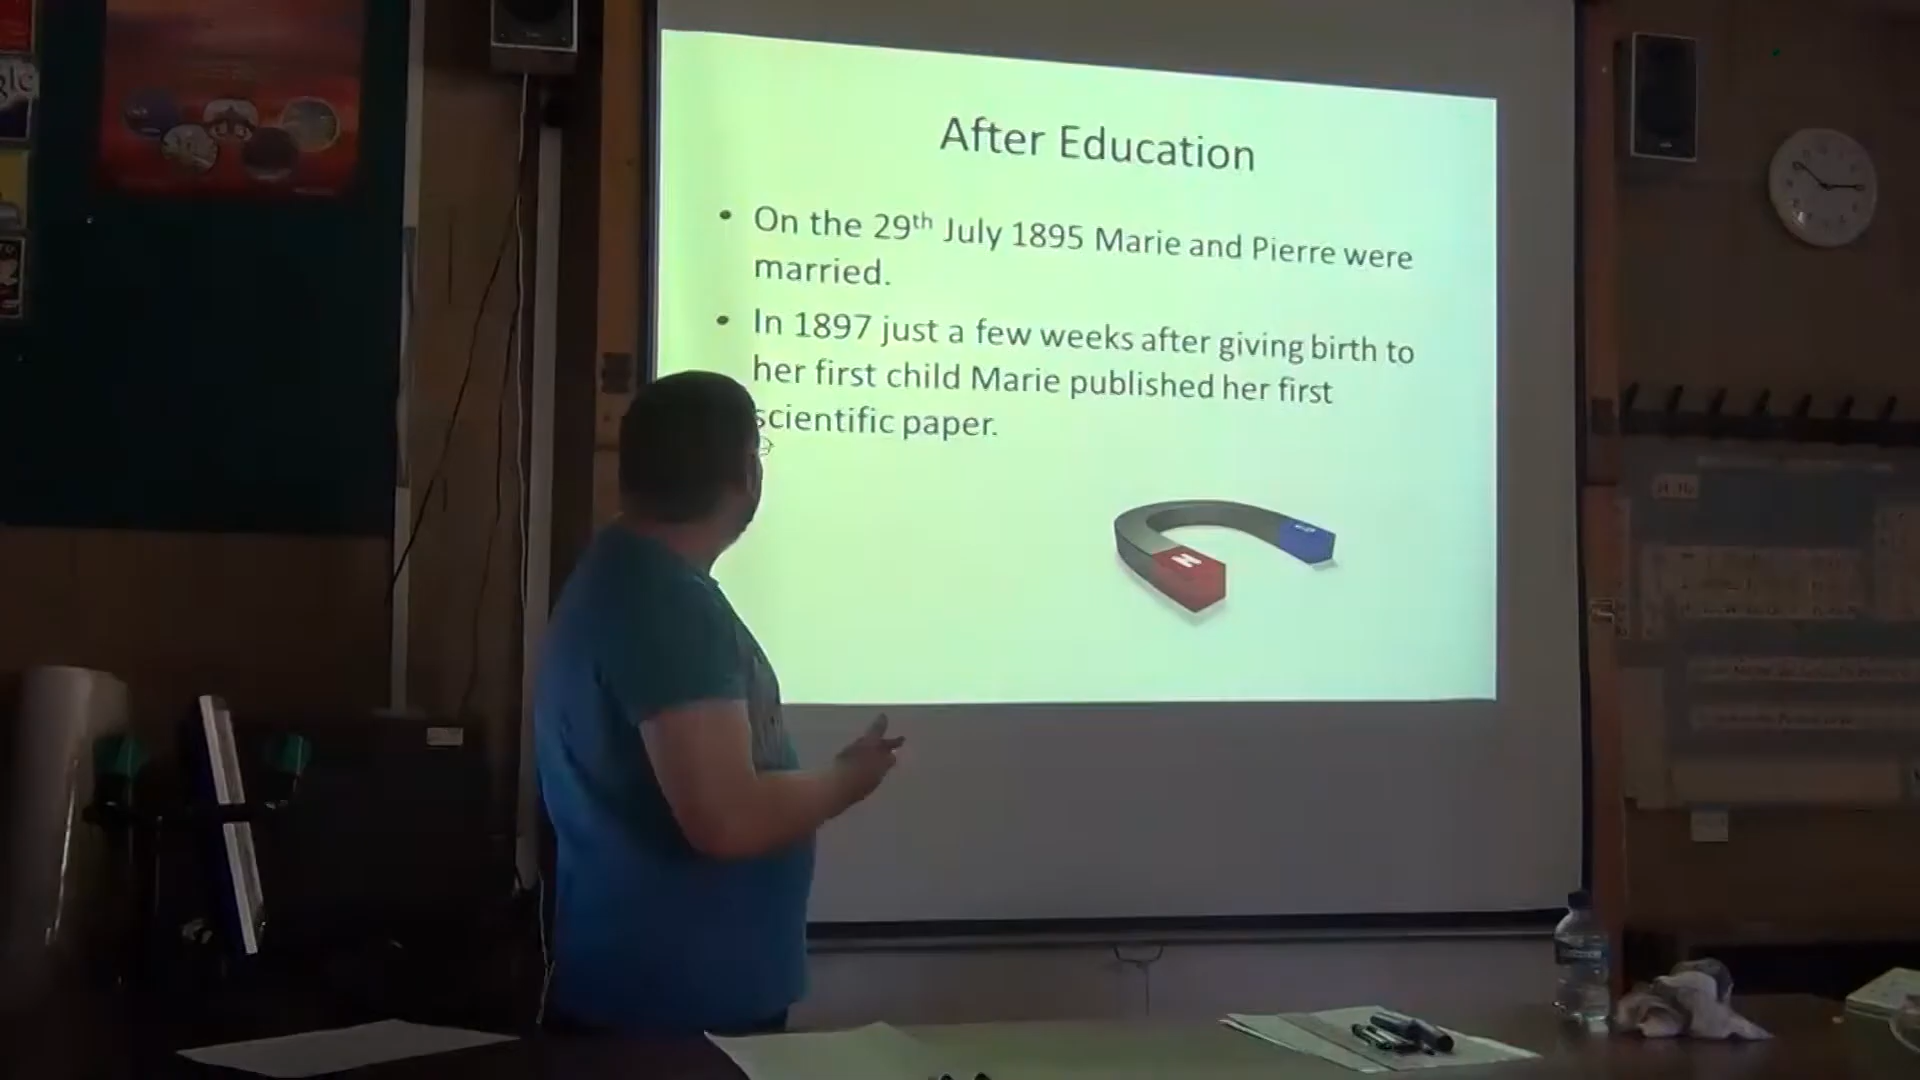 After Education
On the 29th July 1895 Marie and Pierre were
married.
In 1897 just a few weeks after giving birth to
her first child Marie published her first
scientific paper.
N